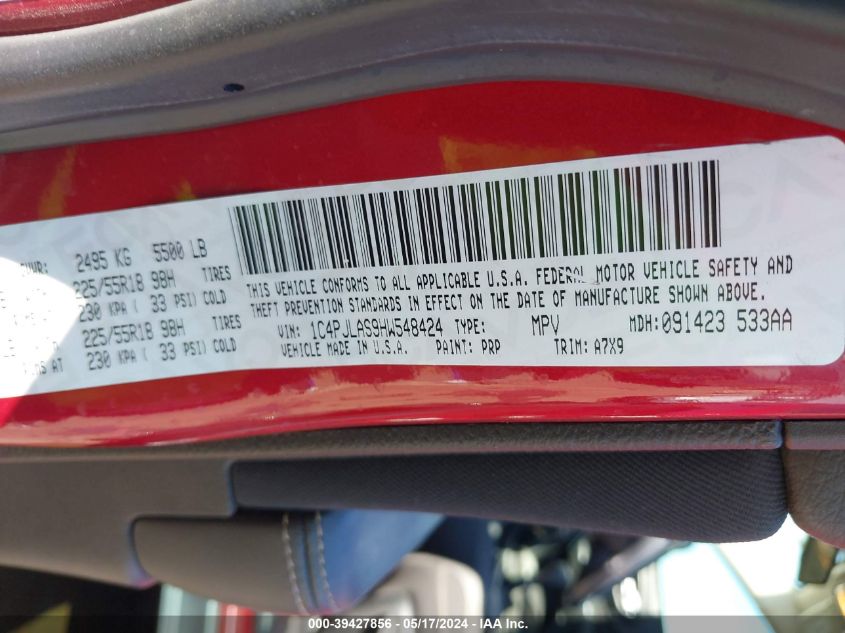 2495 KG 5500 LB
225/55R18 98H TIRES
230 KPA ( 33 PSI) COLD
225/55R18 98H TIRES
AT 230 KPA ( 33 PSI) COLD
THIS VEHICLE CONFORMS TO ALL APPLICABLE U.S.A. FEDERAL MOTOR VEHICLE SAFETY AND
THEFT PREVENTION STANDARDS IN EFFECT ON THE DATE OF MANUFACTURE SHOWN ABOVE.
VIN: 1C4PJLAS9HW548424 TYPE: MPV MDH:091423 533AA
VEHICLE MADE IN U.S.A. PAINT: PRP TRIM: A7X9
000-39427856 - 05/17/2024 - IAA Inc.